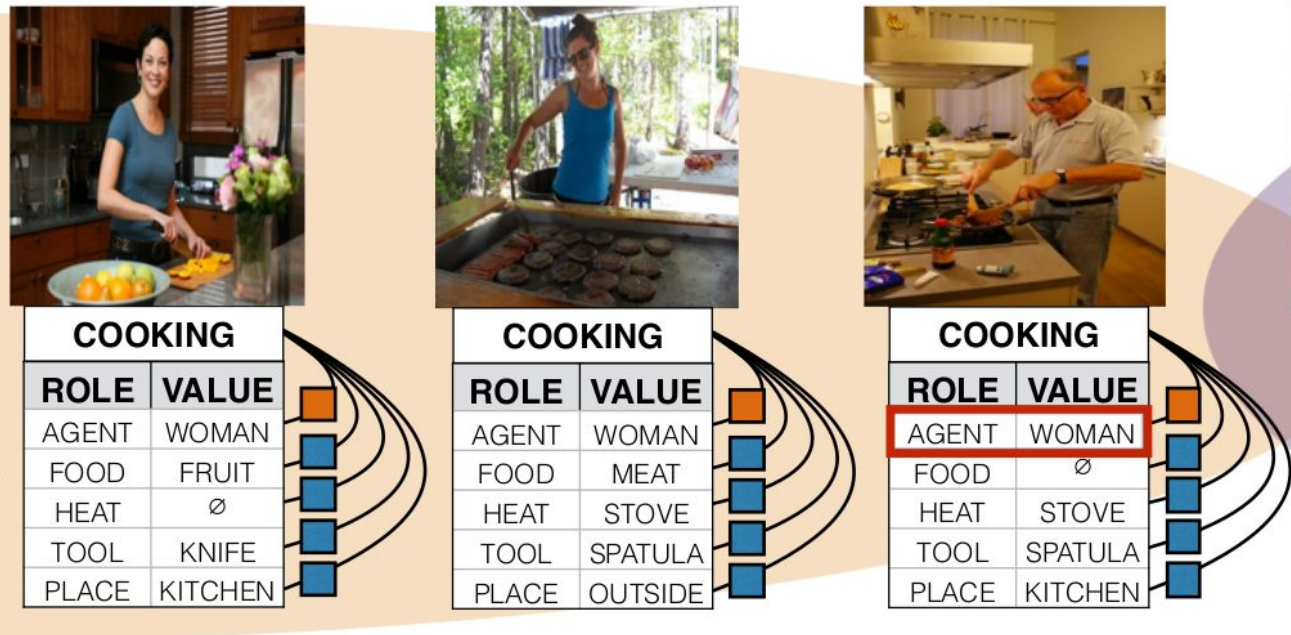 COOKING
ROLE VALUE
AGENT WOMAN
FOOD FRUIT
HEAT ∅
TOOL KNIFE
PLACE KITCHEN
COOKING
ROLE VALUE
AGENT WOMAN
FOOD MEAT
HEAT STOVE
TOOL SPATULA
PLACE OUTSIDE
COOKING
ROLE VALUE
AGENT WOMAN
FOOD ∅
HEAT STOVE
TOOL SPATULA
PLACE KITCHEN